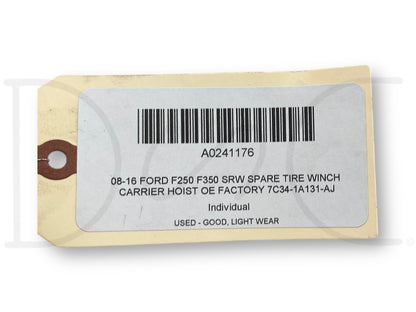 A0241176
08-16 FORD F250 F350 SRW SPARE TIRE WINCH
CARRIER HOIST OE FACTORY 7C34-1A131-AJ
Individual
USED - GOOD, LIGHT WEAR